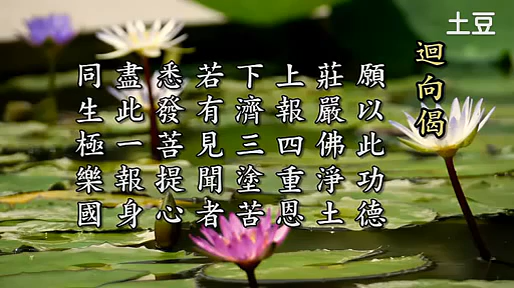 土豆
迴向偈
願以此功德
莊嚴佛淨土
上報四重恩
下濟三塗苦
若有見聞者
悉發菩提心
盡此一報身
同生極樂國